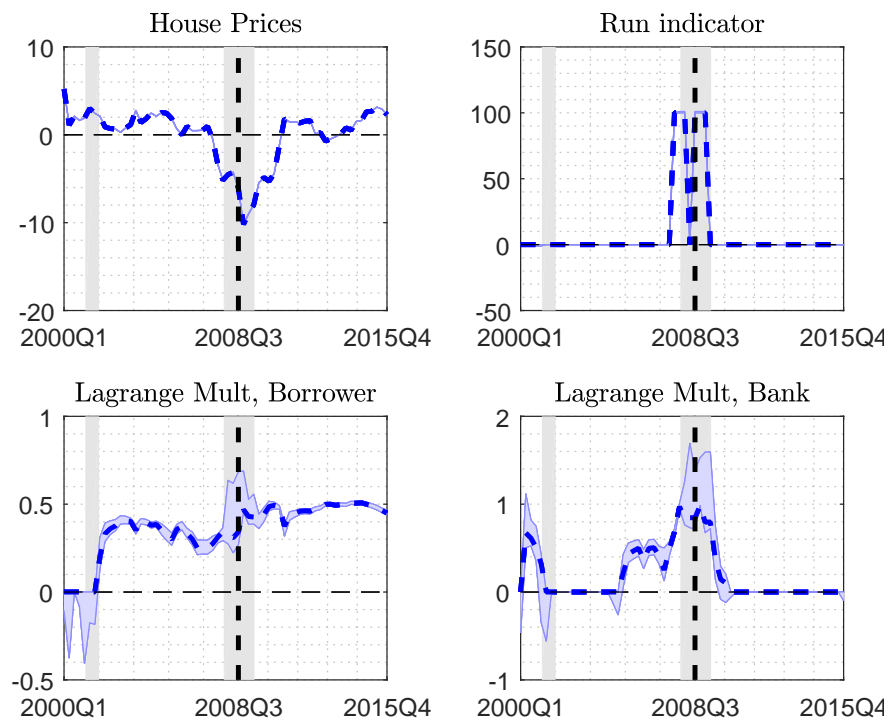 House Prices
10
0
-10
-20
2000Q1 2008Q3 2015Q4
Run indicator
150
100
50
0
-50
2000Q1 2008Q3 2015Q4
Lagrange Mult, Borrower
1
0.5
0
-0.5
2000Q1 2008Q3 2015Q4
Lagrange Mult, Bank
2
1
0
-1
2000Q1 2008Q3 2015Q4